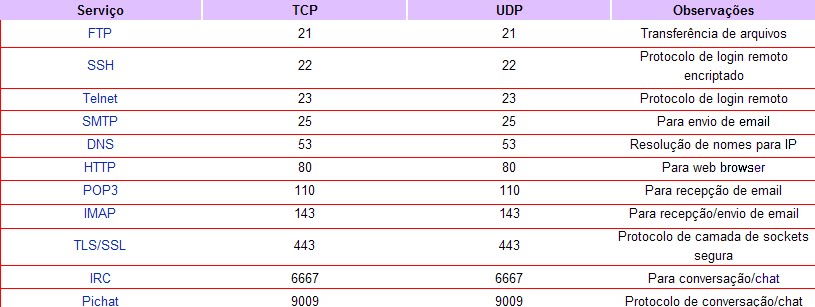 Serviço TCP UDP Observações
FTP 21 21 Transferência de arquivos
SSH 22 22 Protocolo de login remoto
encriptado
Telnet 23 23 Protocolo de login remoto
SMTP 25 25 Para envio de email
DNS 53 53 Resolução de nomes para IP
HTTP 80 80 Para web browser
POP3 110 110 Para recepção de email
IMAP 143 143 Para recepção/envio de email
TLS/SSL 443 443 Protocolo de camada de sockets
segura
IRC 6667 6667 Para conversação/chat
Pichat 9009 9009 Protocolo de conversação/chat